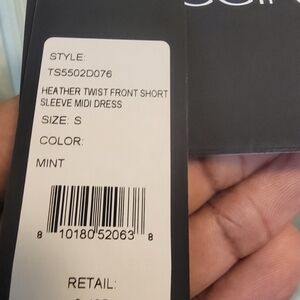 STYLE:
TS5502D076
HEATHER TWIST FRONT SHORT
SLEEVE MIDI DRESS
SIZE: S
COLOR:
MINT
8 10180 52063 8
RETAIL: